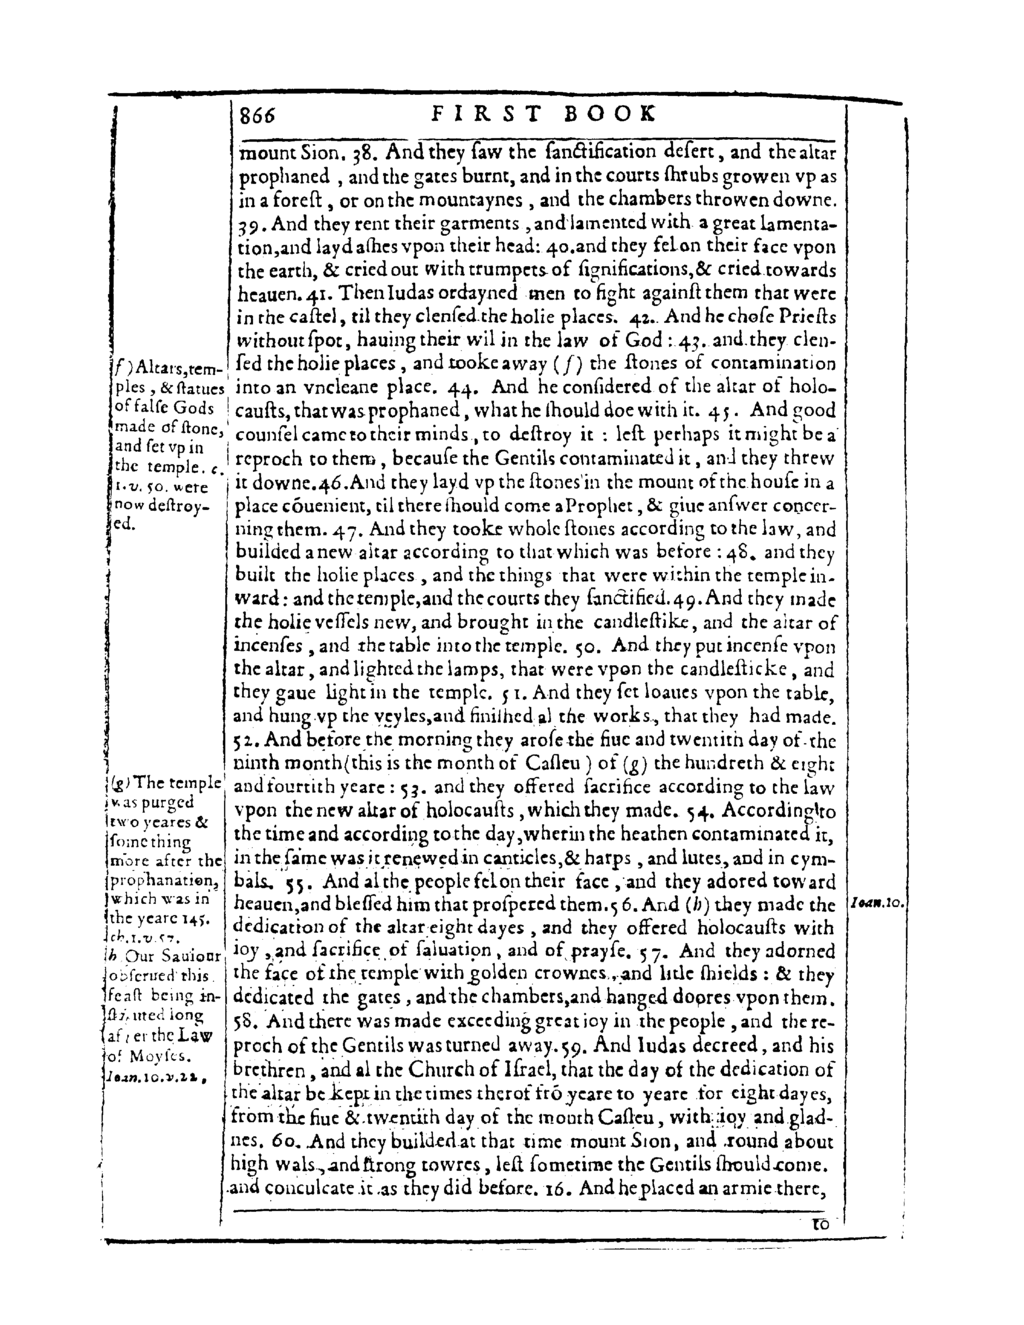 866 FIRST BOOK
mount Sion. 38. And they ſaw the ſanctification deſert, and the altar
prophaned, and the gates burnt, and in the courts ſhrubs growen vp as
in a foreſt, or on the mountaynes, and the chambers throwen downe.
39. And they rent their garments, and lamented with a great lamenta-
tion, and layd aſhes vpon their head: 40. and they fel on their face vpon
the earth, & cried out with trumpets of ſignifications, & cried towards
heauen. 41. Then Iudas ordayned men to fight againſt them that were
in the caſtel, til they clenſed the holie places. 42. And he choſe Prieſts
without ſpot, hauing their wil in the law of God: 43. and they clen-
ſed the holie places, and tooke away (f) the ſtones of contamination
into an vncleane place. 44. And he conſidered of the altar of holo-
cauſts, that was prophaned, what he ſhould doe with it. 45. And good
counſel came to their minds, to deſtroy it: leſt perhaps it might be a
reproch to them, becauſe the Gentils contaminated it, and they threw
it downe. 46. And they layd vp the ſtones in the mount of the houſe in a
place cõuenient, til there ſhould come a Prophet, & giue anſwer concer-
ning them. 47. And they tooke whole ſtones according to the law, and
builded a new altar according to that which was before: 48. and they
built the holie places, and the things that were within the temple in-
ward: and the temple, and the courts they ſanctified. 49. And they made
the holie veſſels new, and brought in the candleſtike, and the altar of
incenſes, and the table into the temple. 50. And they put incenſe vpon
the altar, and lighted the lamps, that were vpon the candleſticke, and
they gaue light in the temple. 51. And they ſet loaues vpon the table,
and hung vp the veyles, and finiſhed al the works, that they had made.
52. And before the morning they aroſe the fiue and twentith day of the
ninth month (this is the month of Caſleu) of (g) the hundreth & eight
and fourtith yeare: 53. and they offered ſacrifice according to the law
vpon the new altar of holocauſts, which they made. 54. According to
the time and according to the day, wherin the heathen contaminated it,
in the ſame was it renewed in canticles, & harps, and lutes, and in cym-
bals. 55. And al the people fel on their face, and they adored toward
heauen, and bleſſed him that proſpered them. 56. And (h) they made the
dedication of the altar eight dayes, and they offered holocauſts with
ioy, and ſacrifice of ſaluation, and of prayſe. 57. And they adorned
the face of the temple with golden crownes, and litle ſhields: & they
dedicated the gates, and the chambers, and hanged doores vpon them.
58. And there was made exceeding great ioy in the people, and the re-
proch of the Gentils was turned away. 59. And Iudas decreed, and his
brethren, and al the Church of Iſrael, that the day of the dedication of
the altar be kept in the times therof frõ yeare to yeare for eight dayes,
from the fiue & twentith day of the month Caſleu, with ioy and glad-
nes. 60. And they builded at that time mount Sion, and round about
high wals, and ſtrong towres, leſt ſometime the Gentils ſhould come.
and conculcate it as they did before. 16. And he placed an armie there,
to
f) Altars, tem-
ples, & ſtatues
of falſe Gods
made of ſtone,
and ſet vp in
the temple. c.
1. v. 50. were
now deſtroy-
ed.
(g) The temple
was purged
two yeares &
ſome thing
more after the
prophanation,
which was in
the yeare 145.
ch. 1. v. 57.
h Our Sauiour
obſerued this
feaſt being in-
ſtituted long
after the Law
of Moyſes.
Ioan. 10. v. 22,
Ioan. 10.